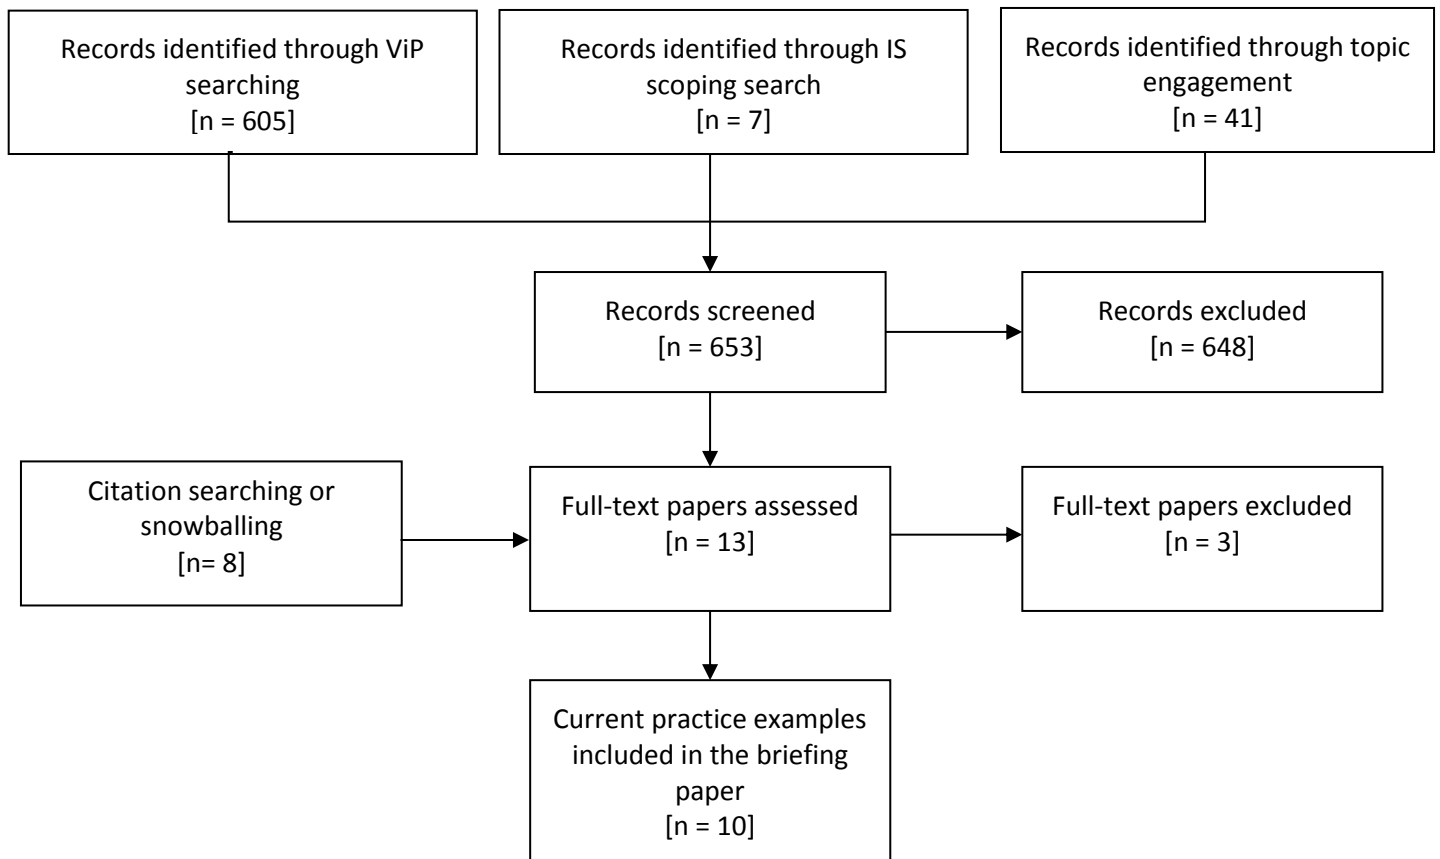 Records identified through ViP
searching
[n = 605]
Records identified through IS
scoping search
[n = 7]
Records identified through topic
engagement
[n = 41]
Records screened
[n = 653]
Records excluded
[n = 648]
Citation searching or
snowballing
[n= 8]
Full-text papers assessed
[n = 13]
Full-text papers excluded
[n = 3]
Current practice examples
included in the briefing
paper
[n = 10]